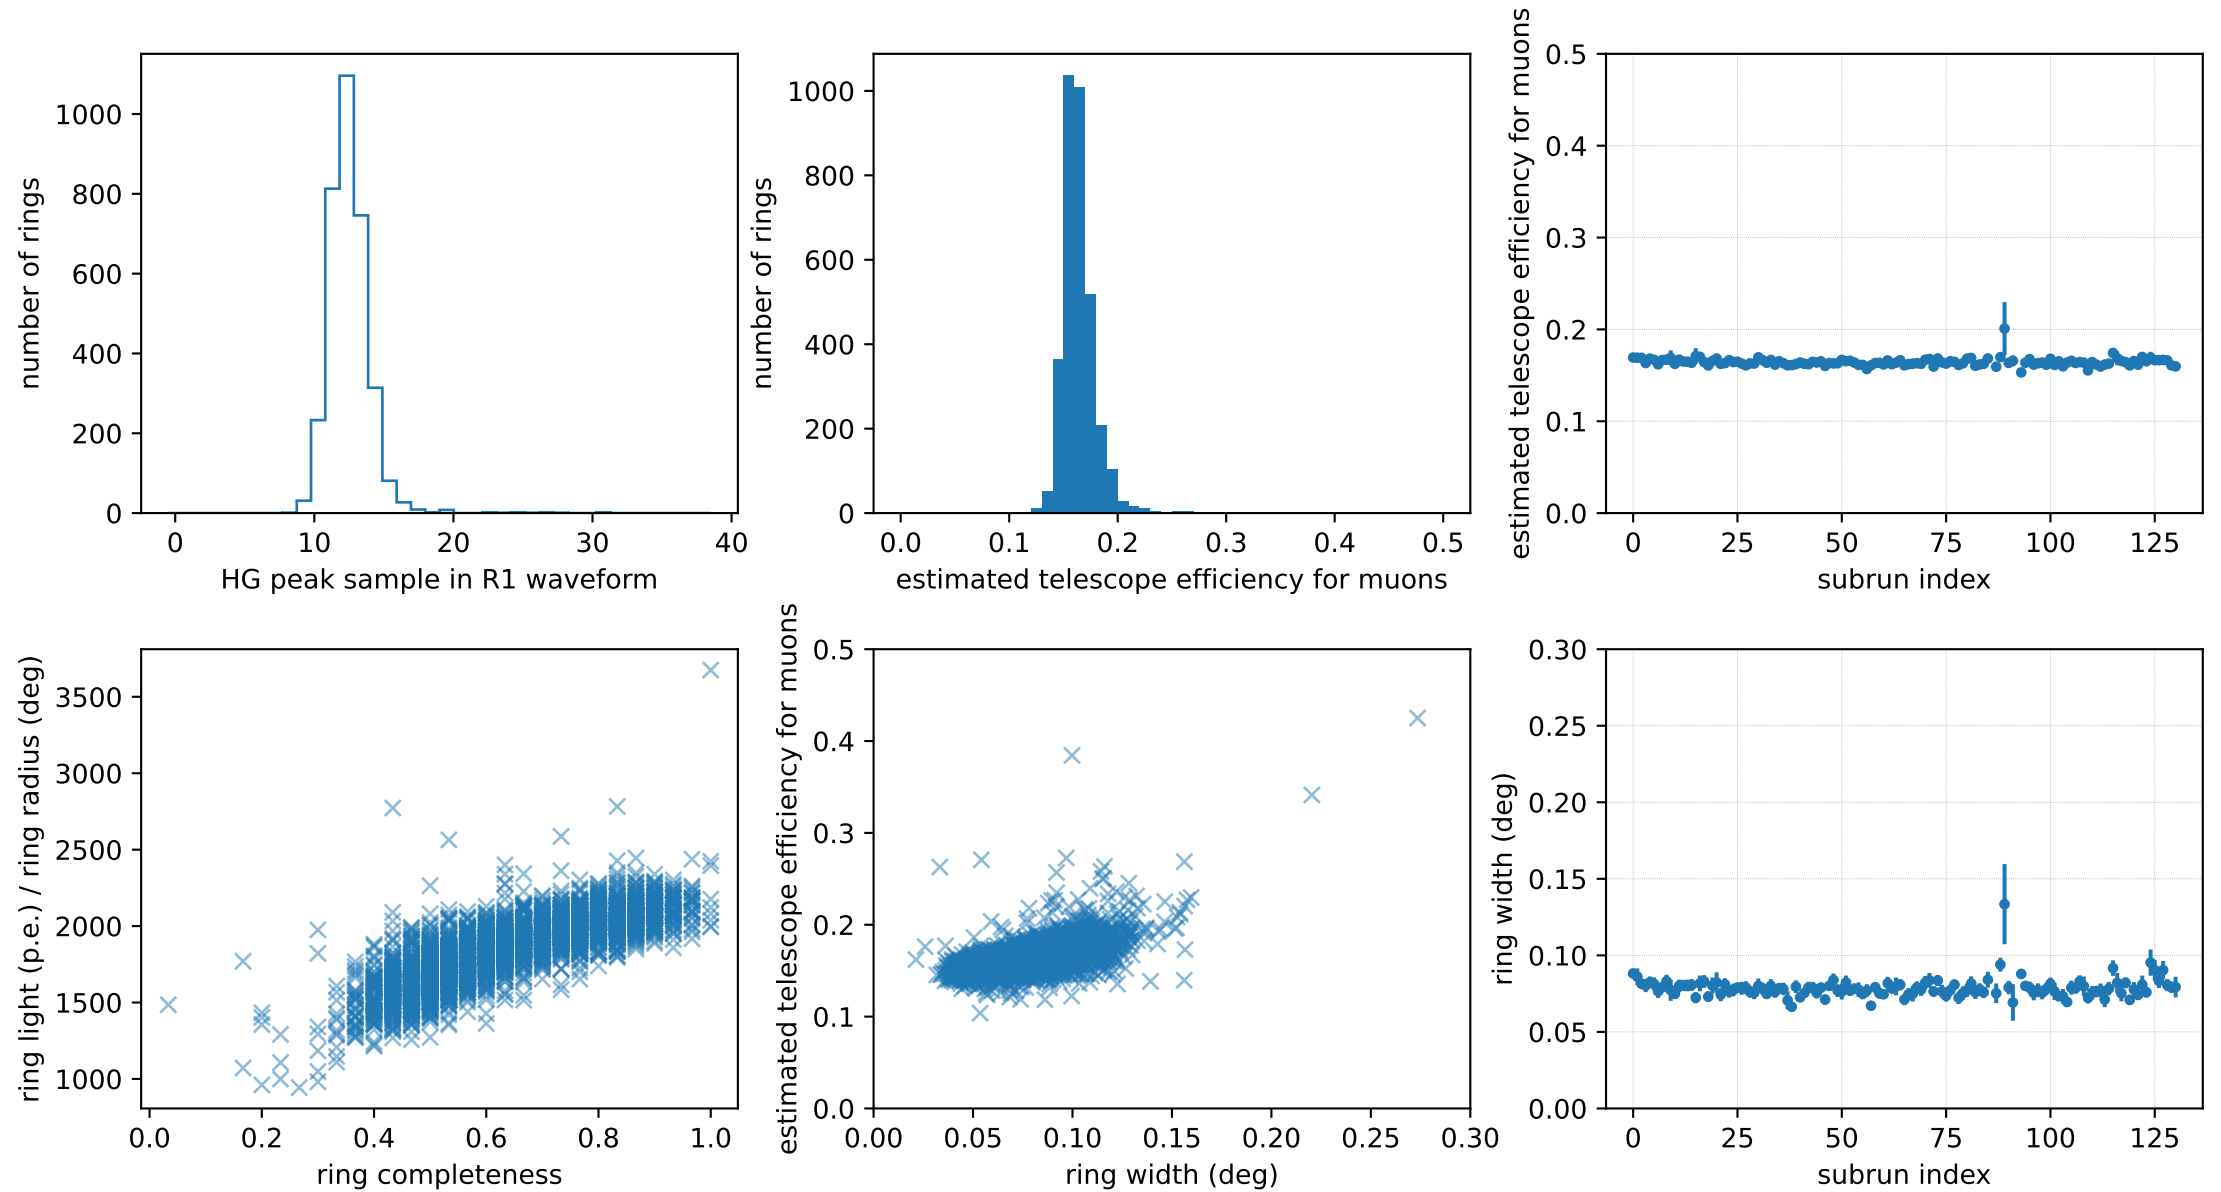 number of rings
1000
800
600
400
200
0
0 10 20 30 40
HG peak sample in R1 waveform
number of rings
1000
800
600
400
200
0
0.0 0.1 0.2 0.3 0.4 0.5
estimated telescope efficiency for muons
estimated telescope efficiency for muons
0.5
0.4
0.3
0.2
0.1
0.0
0 25 50 75 100 125
subrun index
ring light (p.e.) / ring radius (deg)
3500
3000
2500
2000
1500
1000
0.0 0.2 0.4 0.6 0.8 1.0
ring completeness
estimated telescope efficiency for muons
0.5
0.4
0.3
0.2
0.1
0.0
0.00 0.05 0.10 0.15 0.20 0.25 0.30
ring width (deg)
ring width (deg)
0.30
0.25
0.20
0.15
0.10
0.05
0.00
0 25 50 75 100 125
subrun index